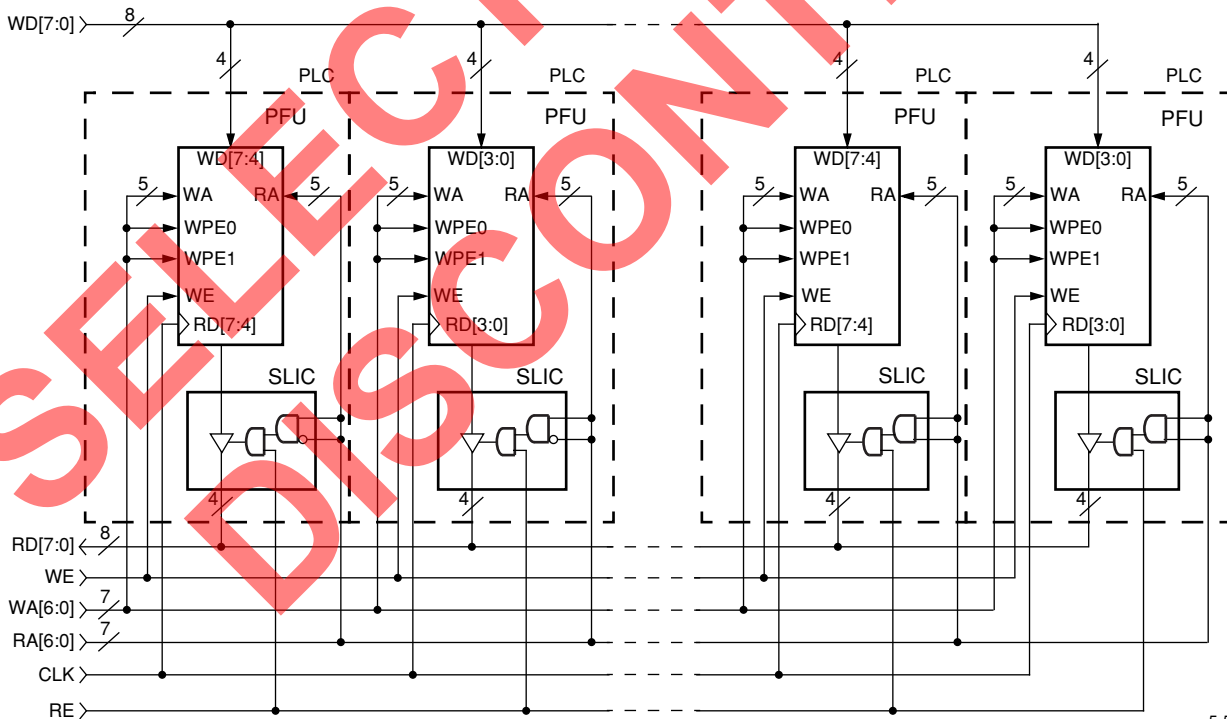 WD[7:0] 8
4 4 4 4
PLC PLC PLC PLC
PFU PFU PFU PFU
WD[7:4] WD[3:0] WD[7:4] WD[3:0]
5 WA RA 5 5 WA RA 5 5 WA RA 5 5 WA RA 5
WPE0 WPE0 WPE0 WPE0
WPE1 WPE1 WPE1 WPE1
WE WE WE WE
RD[7:4] RD[3:0] RD[7:4] RD[3:0]
SLIC SLIC SLIC SLIC
4 4 4 4
RD[7:0] 8
WE
WA[6:0] 7
RA[6:0] 7
CLK
RE
SELECT
DISCONT